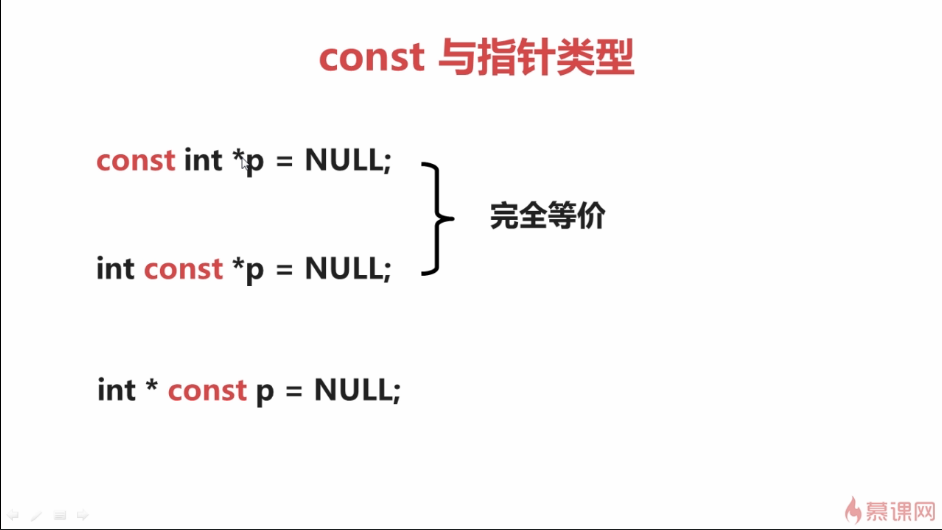 const 与指针类型
const int *p = NULL;
完全等价
int const *p = NULL;
int * const p = NULL;
慕课网